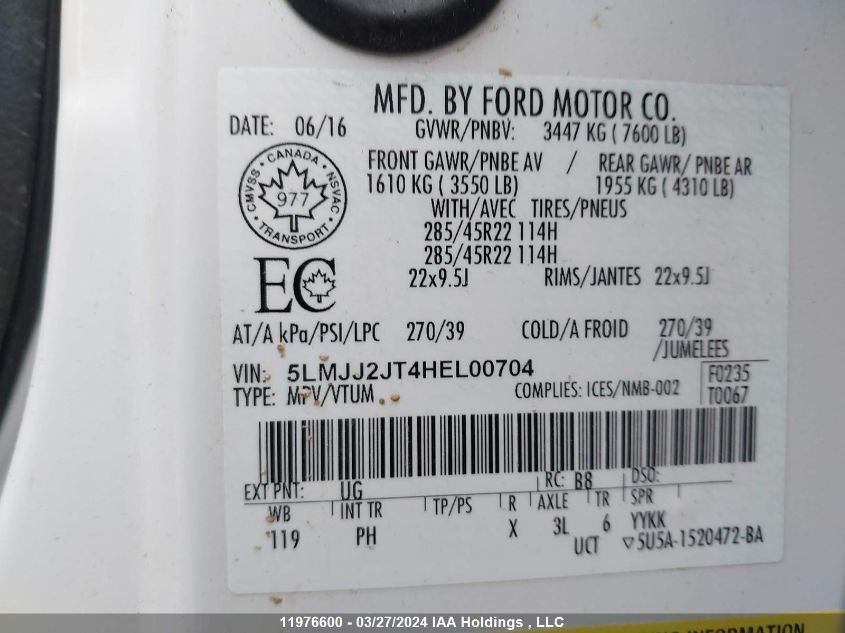 MFD. BY FORD MOTOR CO.
DATE: 06/16 GVWR/PNBV: 3447 KG ( 7600 LB)
FRONT GAWR/PNBE AV / REAR GAWR/ PNBE AR
1610 KG ( 3550 LB) 1955 KG ( 4310 LB)
CANADA CMVSS NSVAC TRANSPORT
977
WITH/AVEC TIRES/PNEUS
285/45R22 114H
285/45R22 114H
EC
22x9.5J RIMS/JANTES 22x9.5J
AT/A kPa/PSI/LPC 270/39 COLD/A FROID 270/39
/JUMELEES
VIN: 5LMJJ2JT4HEL00704
TYPE: MPV/VTUM COMPLIES: ICES/NMB-002
F0235
T0067
EXT PNT: UG RC: B8 DSO:
WB INT TR TP/PS R AXLE TR SPR
119 PH X 3L 6 YYKK
UCT ▽5U5A-1520472-BA
11976600 - 03/27/2024 IAA Holdings , LLC
INFORMATION